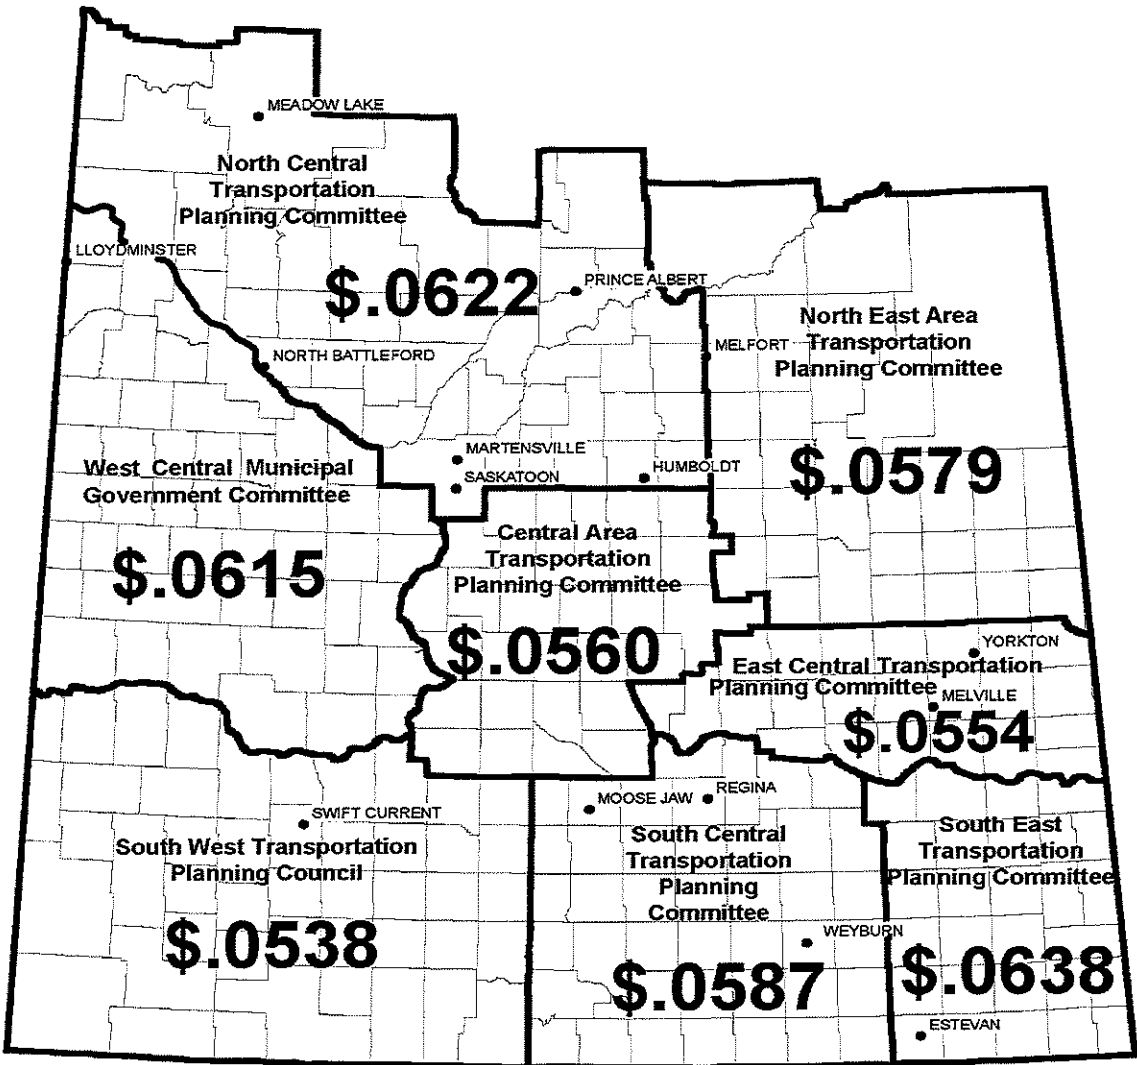 MEADOW LAKE
North Central
Transportation
Planning Committee
LLOYDMINSTER
$.0622
PRINCE ALBERT
North East Area
Transportation
Planning Committee
MELFORT
NORTH BATTLEFORD
MARTENSVILLE
SASKATOON
HUMBOLDT
$.0579
West Central Municipal
Government Committee
$.0615
Central Area
Transportation
Planning Committee
$.0560
YORKTON
East Central Transportation
Planning Committee
MELVILLE
$.0554
SWIFT CURRENT
South West Transportation
Planning Council
$.0538
MOOSE JAW
REGINA
South Central
Transportation
Planning
Committee
WEYBURN
$.0587
South East
Transportation
Planning Committee
$.0638
ESTEVAN